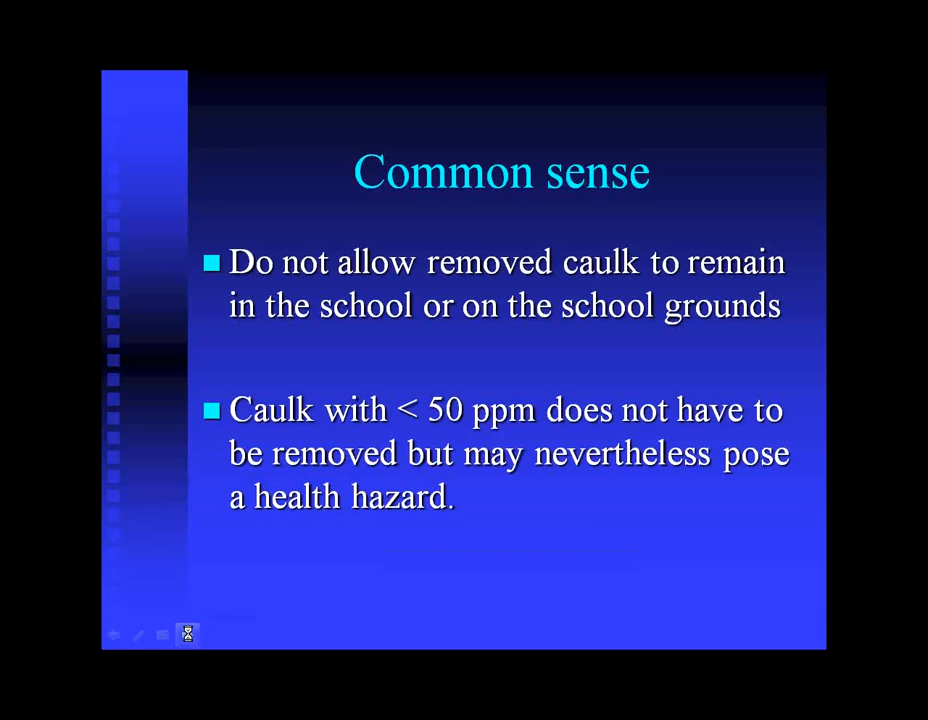 Common sense
Do not allow removed caulk to remain
in the school or on the school grounds
Caulk with < 50 ppm does not have to
be removed but may nevertheless pose
a health hazard.